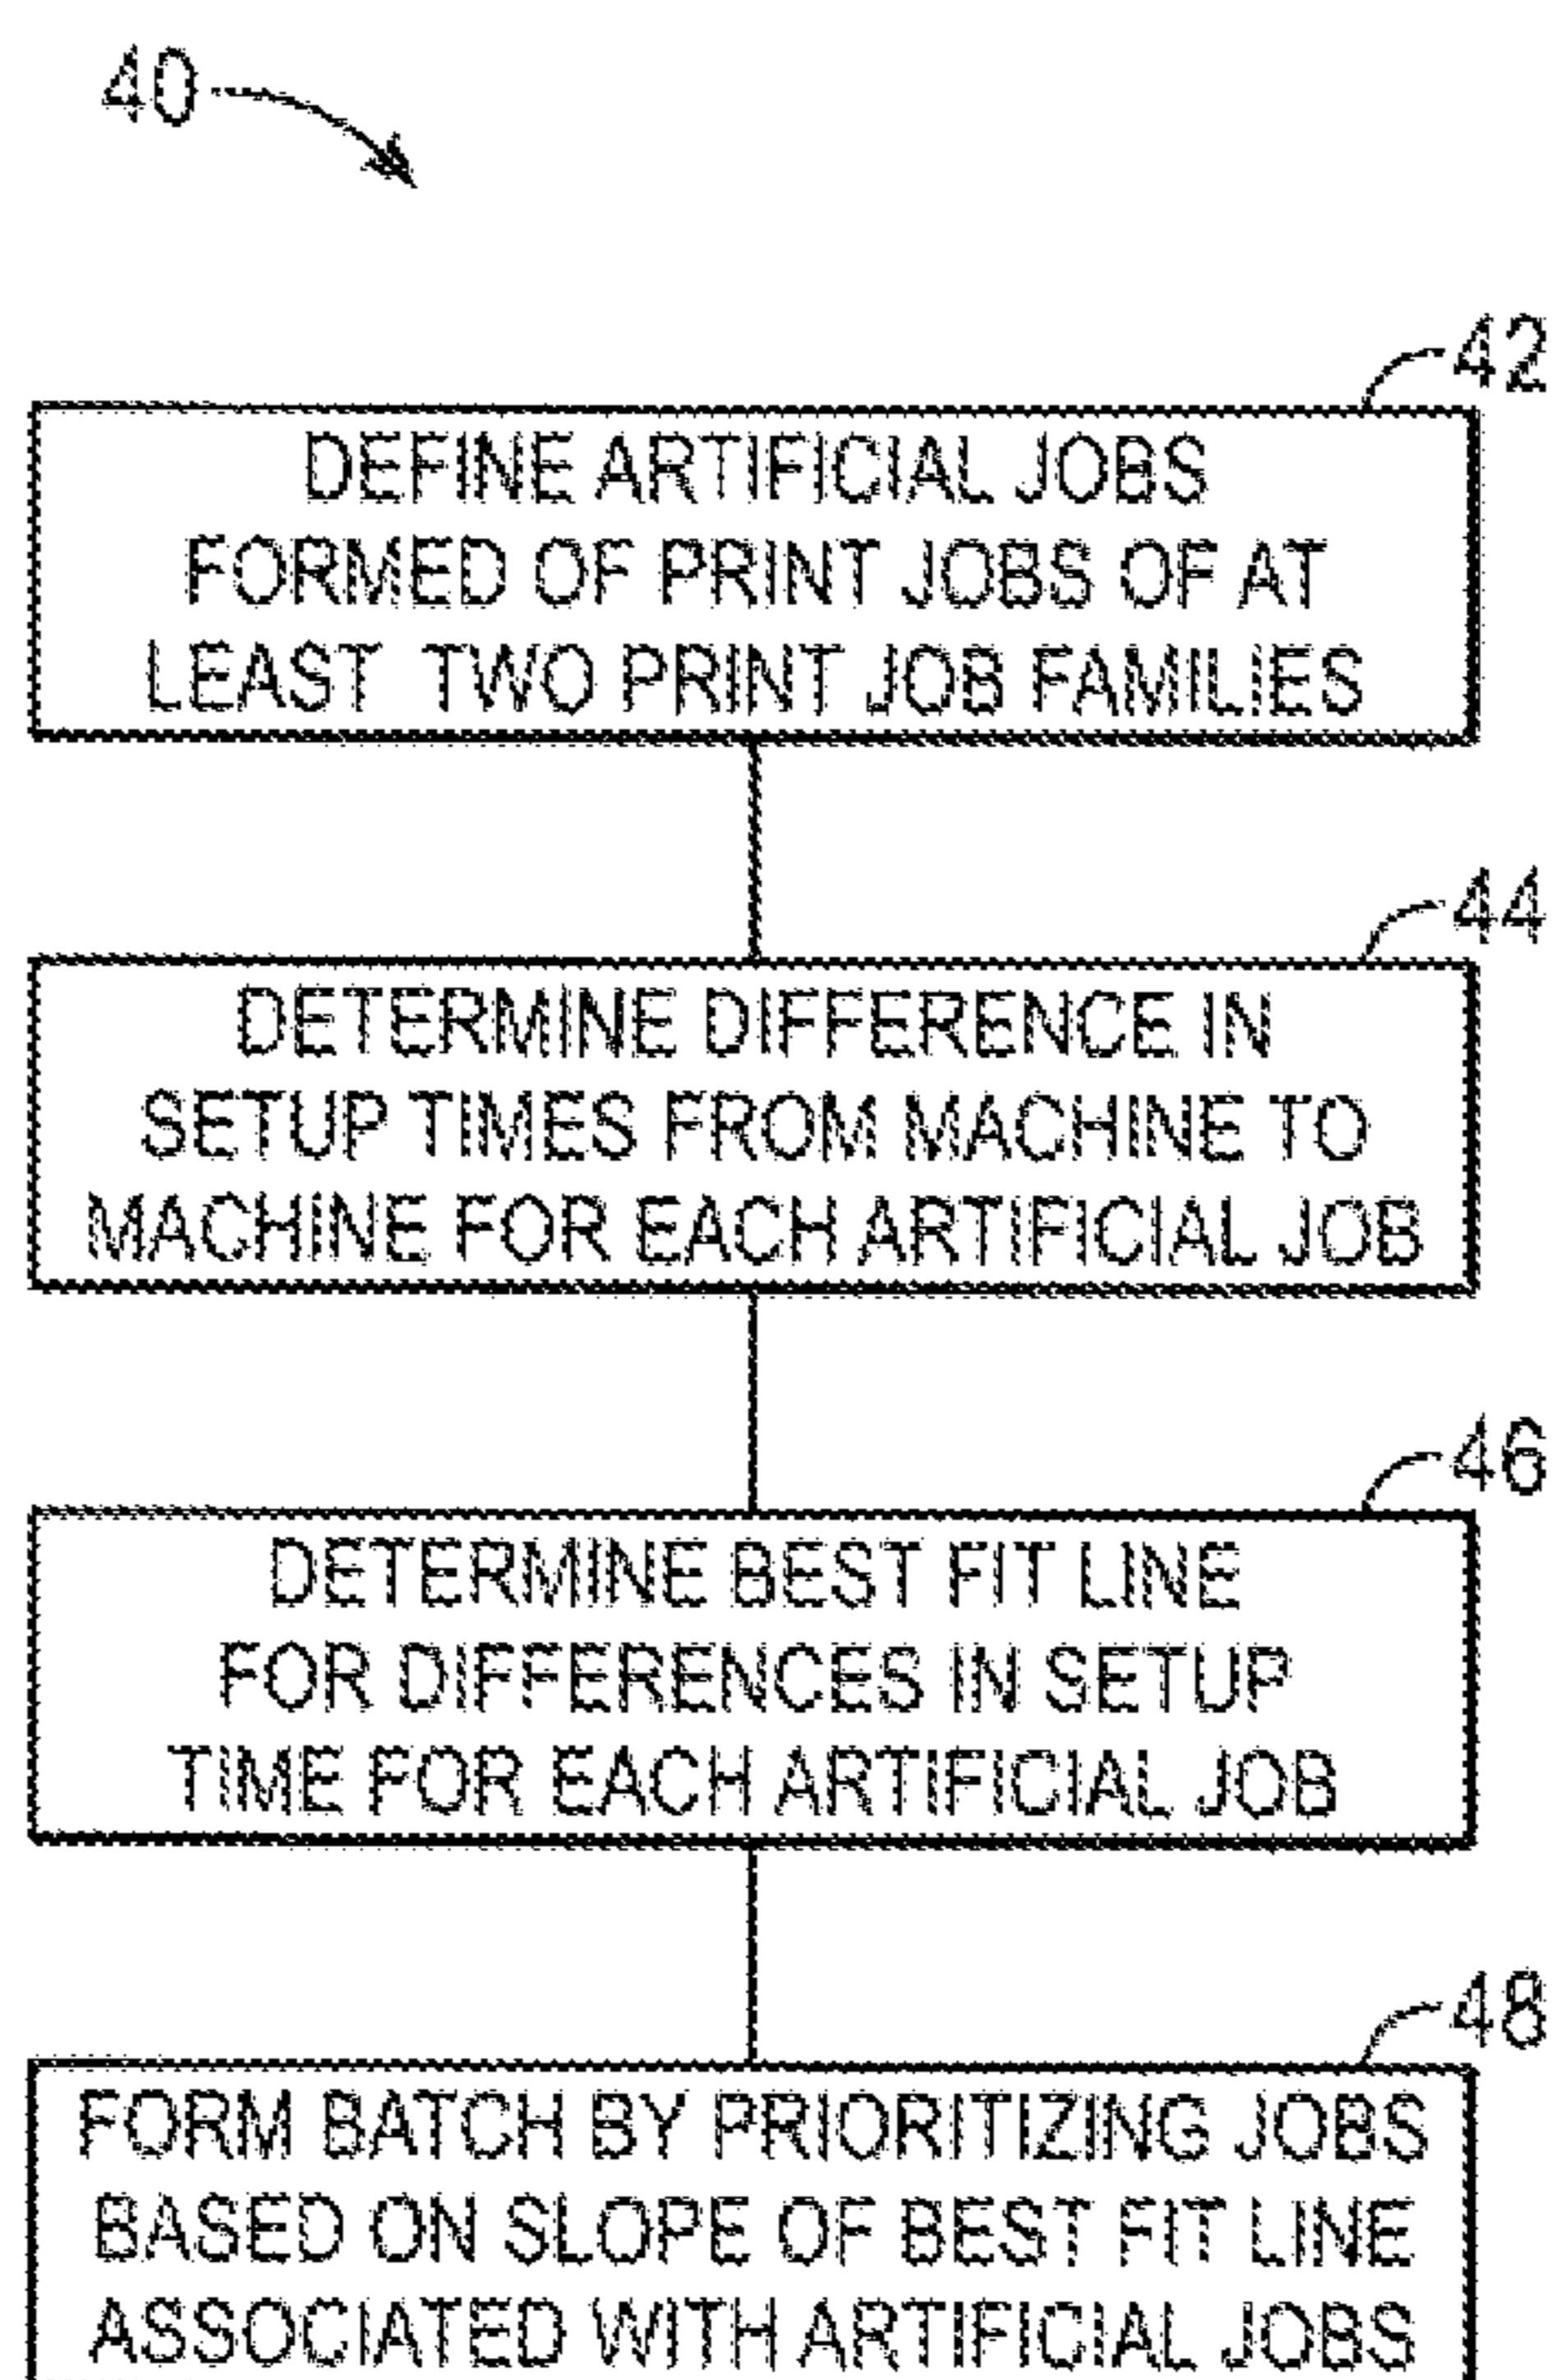 40
42
DEFINE ARTIFICIAL JOBS
FORMED OF PRINT JOBS OF AT
LEAST TWO PRINT JOB FAMILIES
44
DETERMINE DIFFERENCE IN
SETUP TIMES FROM MACHINE TO
MACHINE FOR EACH ARTIFICIAL JOB
46
DETERMINE BEST FIT LINE
FOR DIFFERENCES IN SETUP
TIME FOR EACH ARTIFICIAL JOB
48
FORM BATCH BY PRIORITIZING JOBS
BASED ON SLOPE OF BEST FIT LINE
ASSOCIATED WITH ARTIFICIAL JOBS